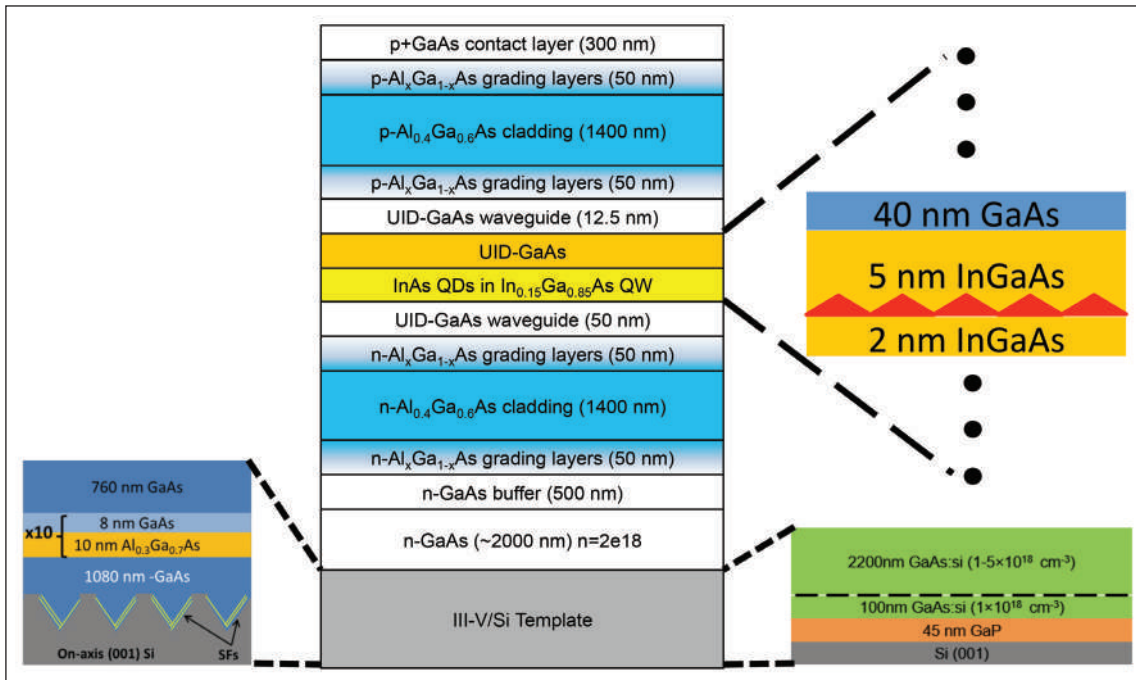 p+GaAs contact layer (300 nm)
p-AlₓGa₁₋ₓAs grading layers (50 nm)
p-Al₀.₄Ga₀.₆As cladding (1400 nm)
p-AlₓGa₁₋ₓAs grading layers (50 nm)
UID-GaAs waveguide (12.5 nm)
UID-GaAs
InAs QDs in In₀.₁₅Ga₀.₈₅As QW
UID-GaAs waveguide (50 nm)
n-AlₓGa₁₋ₓAs grading layers (50 nm)
n-Al₀.₄Ga₀.₆As cladding (1400 nm)
n-AlₓGa₁₋ₓAs grading layers (50 nm)
n-GaAs buffer (500 nm)
n-GaAs (~2000 nm) n=2e18
III-V/Si Template
40 nm GaAs
5 nm InGaAs
2 nm InGaAs
760 nm GaAs
x10
8 nm GaAs
10 nm Al₀.₃Ga₀.₇As
1080 nm -GaAs
On-axis (001) Si
SFs
2200nm GaAs:si (1-5×10¹⁸ cm⁻³)
100nm GaAs:si (1×10¹⁸ cm⁻³)
45 nm GaP
Si (001)